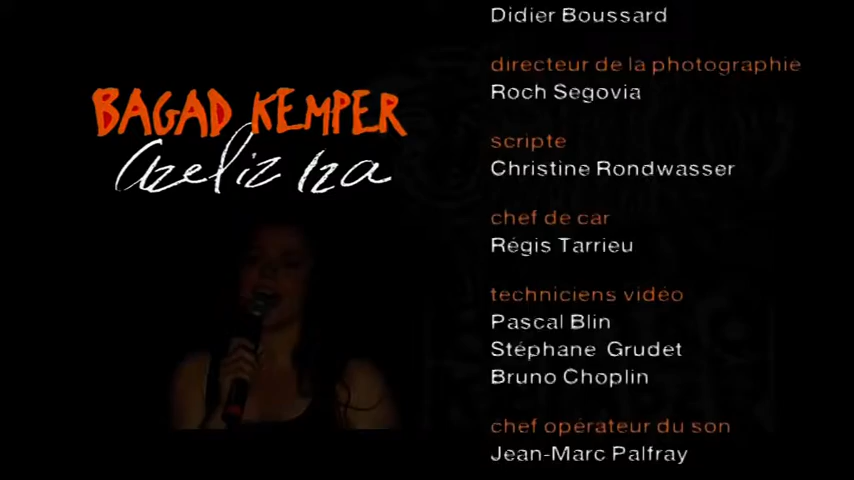 BAGAD KEMPER
Azeliz Iza
Didier Boussard
directeur de la photographie
Roch Segovia
scripte
Christine Rondwasser
chef de car
Régis Tarrieu
techniciens vidéo
Pascal Blin
Stéphane Grudet
Bruno Choplin
chef opérateur du son
Jean-Marc Palfray